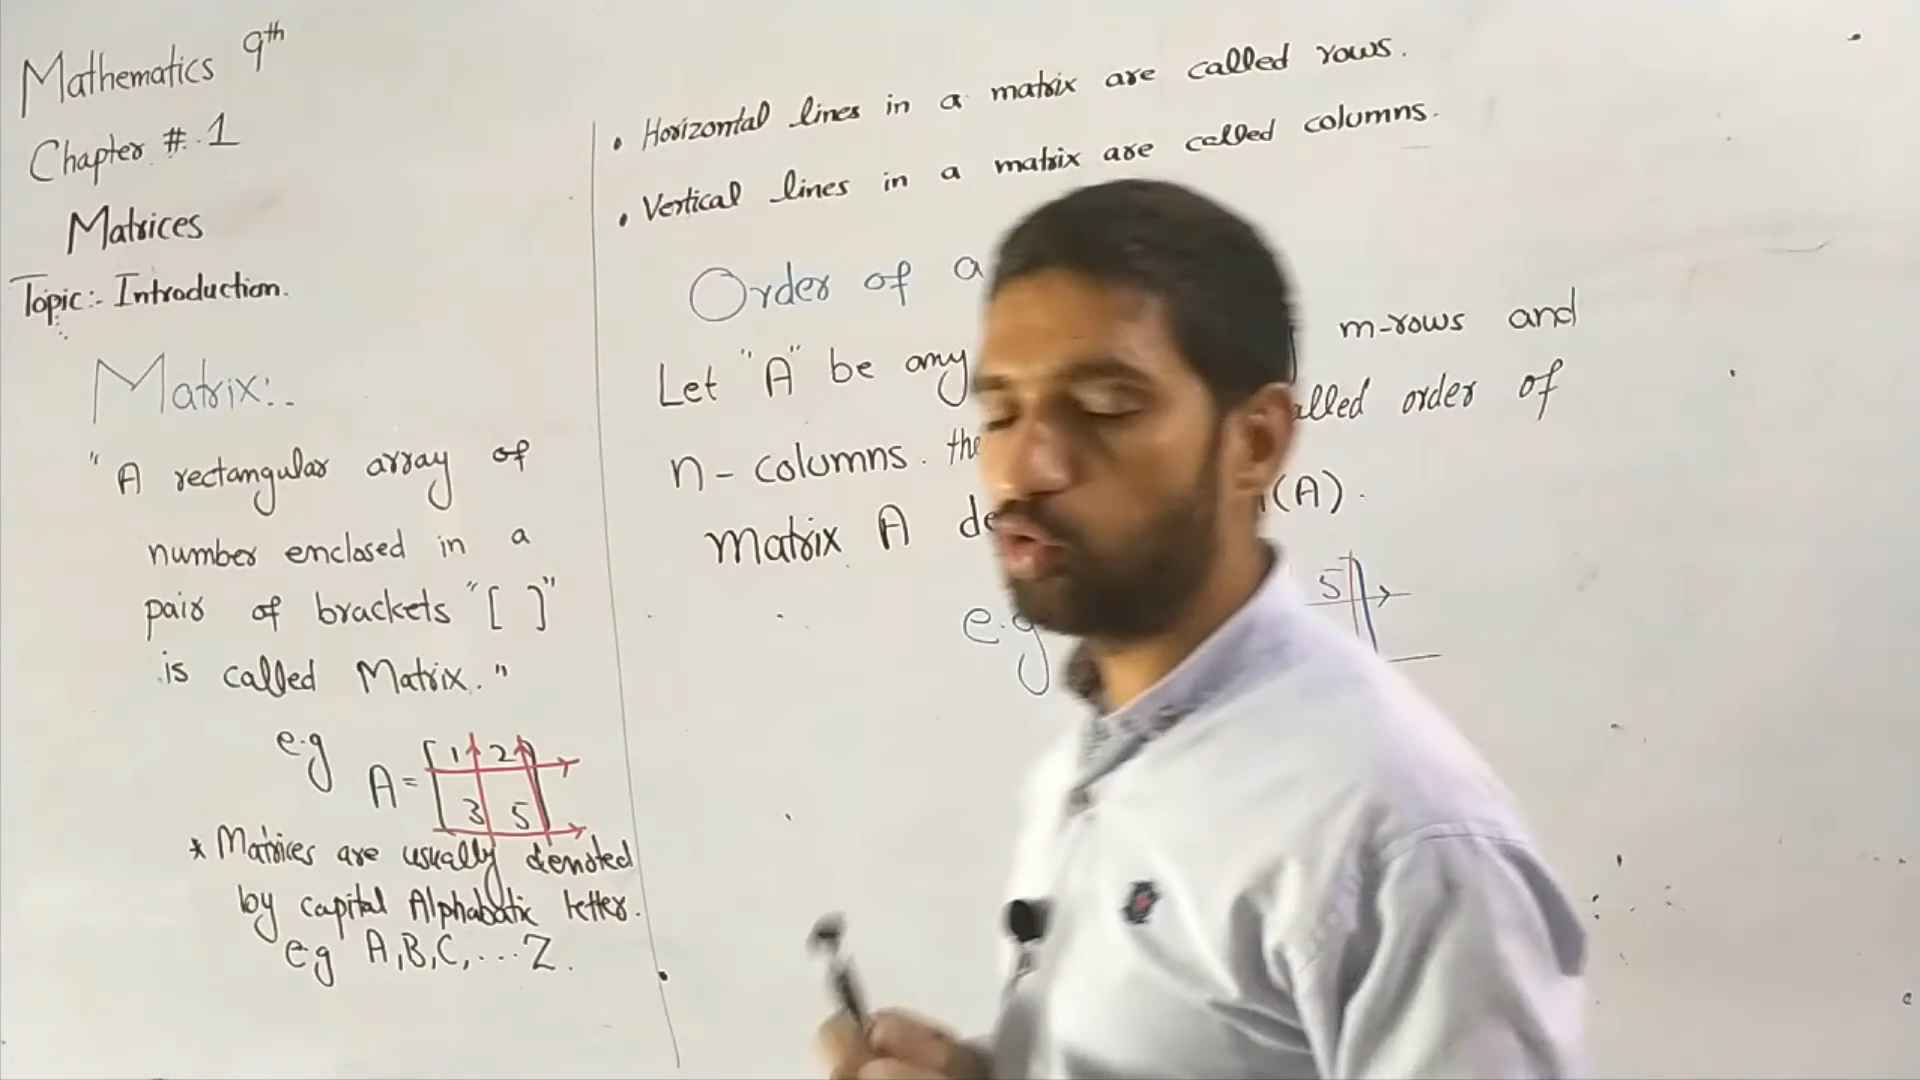 Mathematics 9th
Chapter # 1
Matrices
Topic:- Introduction.
Matrix:-
"A rectangular array of
number enclosed in a
pair of brackets "[ ]"
is called Matrix."
e.g
A = [1 2
3 5]
* Matrices are usually denoted
by capital Alphabatic letter.
e.g A,B,C,...Z.
• Horizontal lines in a matrix are called rows.
• Vertical lines in a matrix are called columns.
Order of a
Let "A" be any m-rows and
n-columns. the alled order of
matrix A de (A).
e.g 5